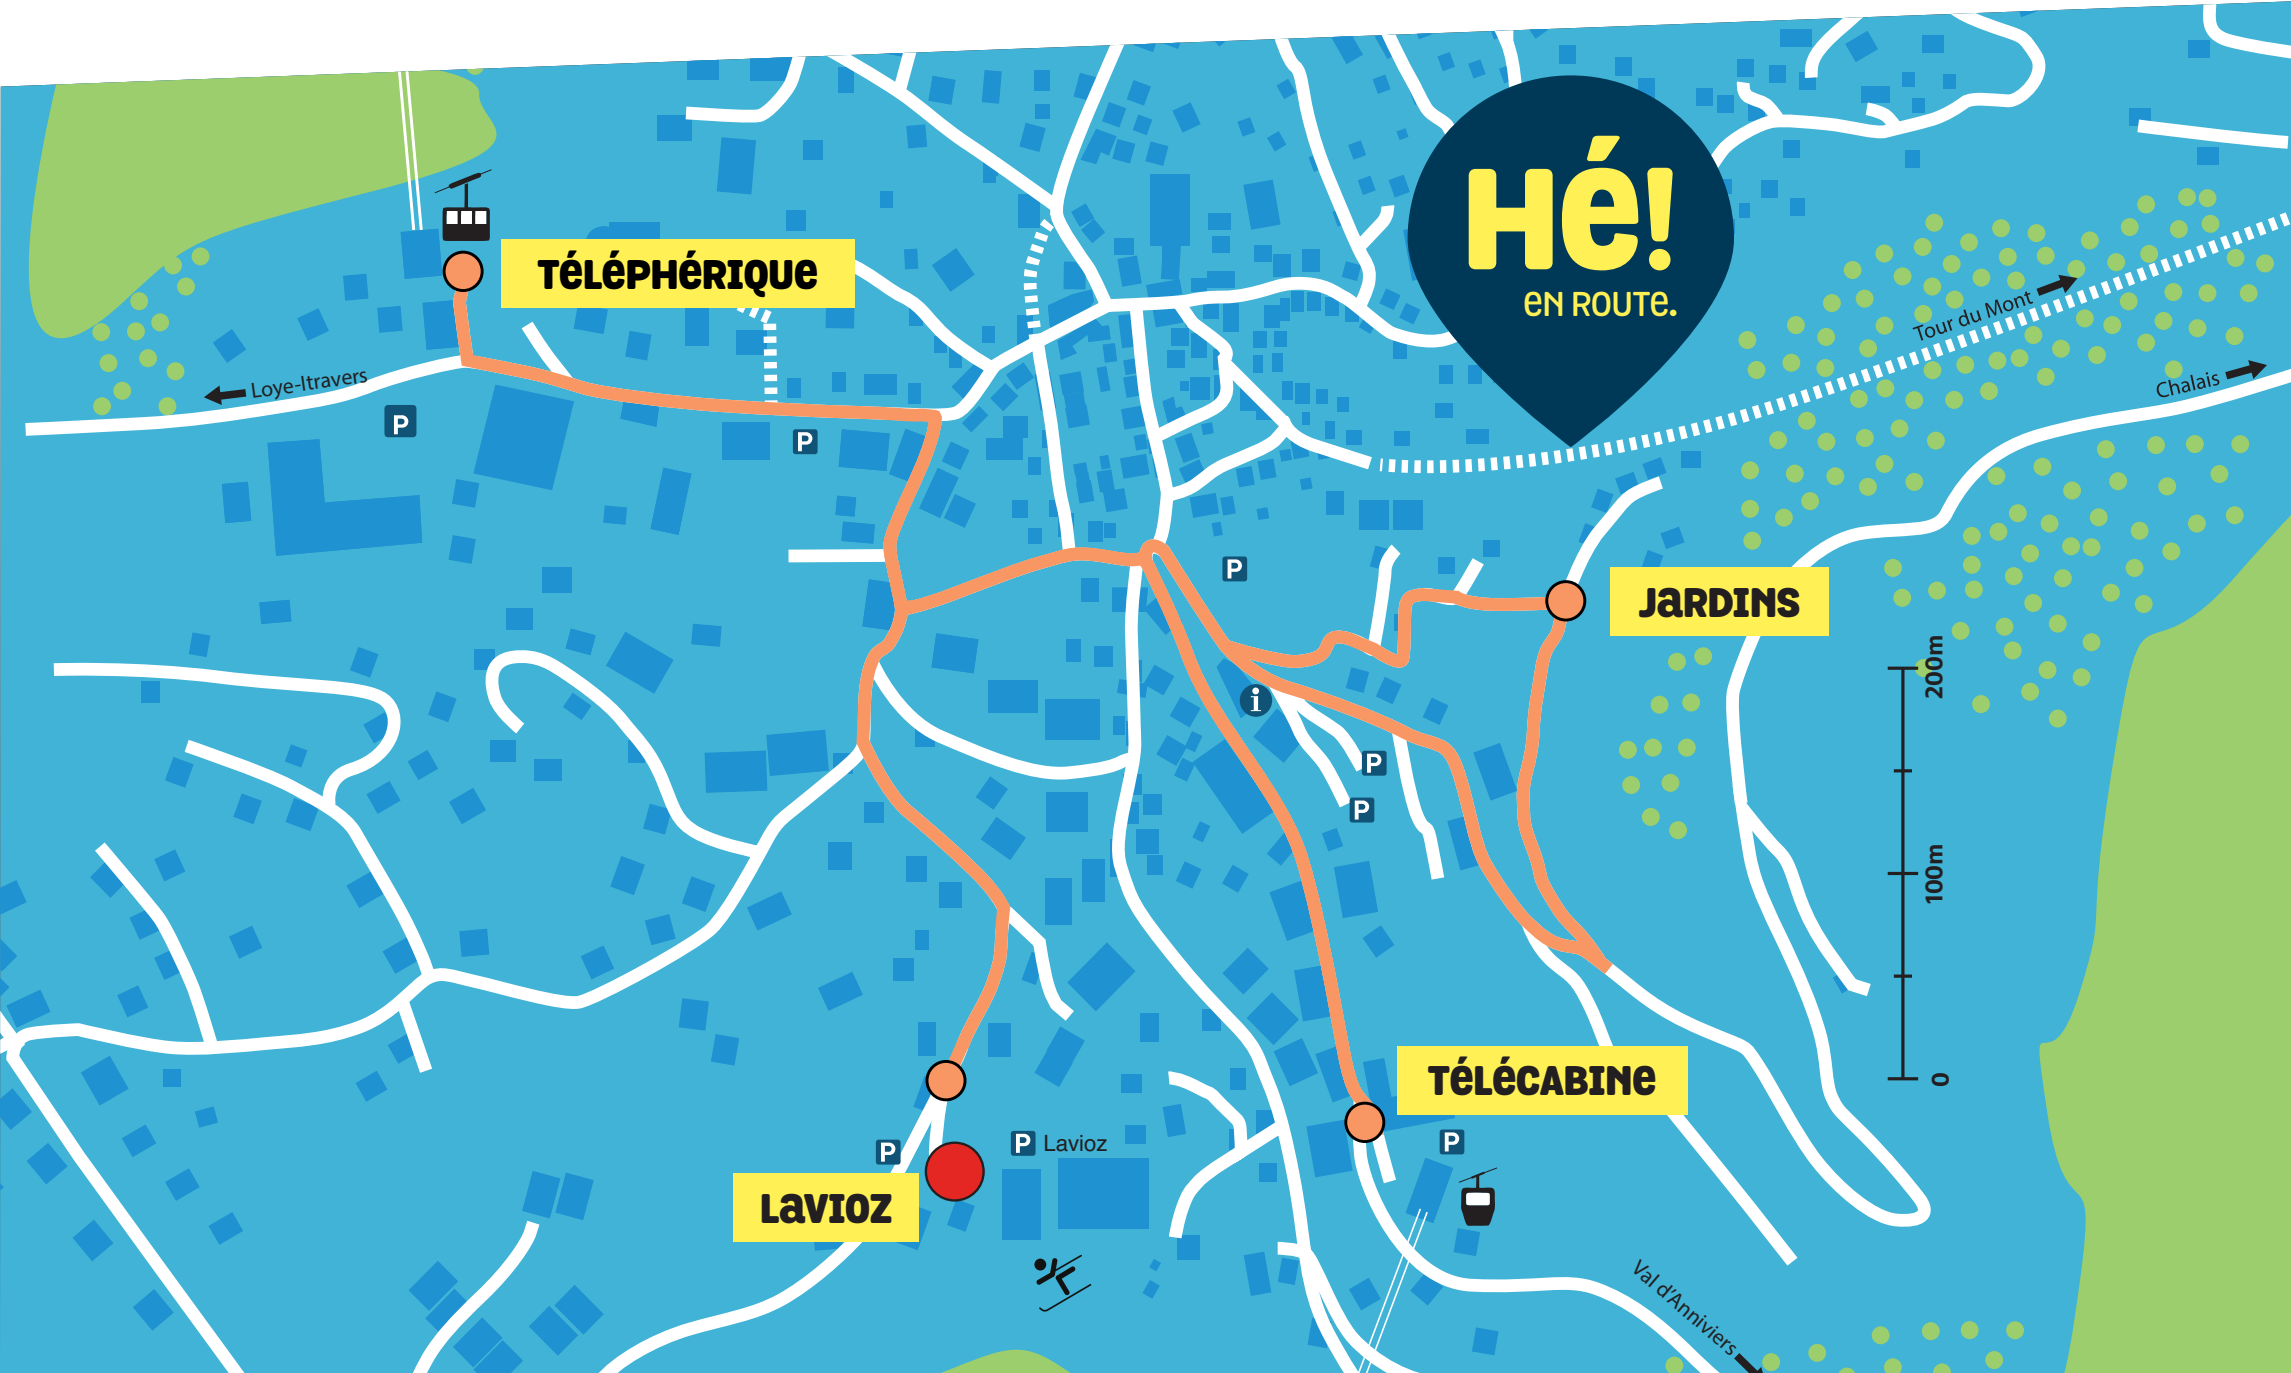 Hé!
en route.
Téléphérique
Tour du Mont
Loye-Itravers
Chalais
P
P
P
Jardins
200m
i
P
P
100m
Télécabine
0
P
P Lavioz
P
Lavioz
Val d'Anniviers